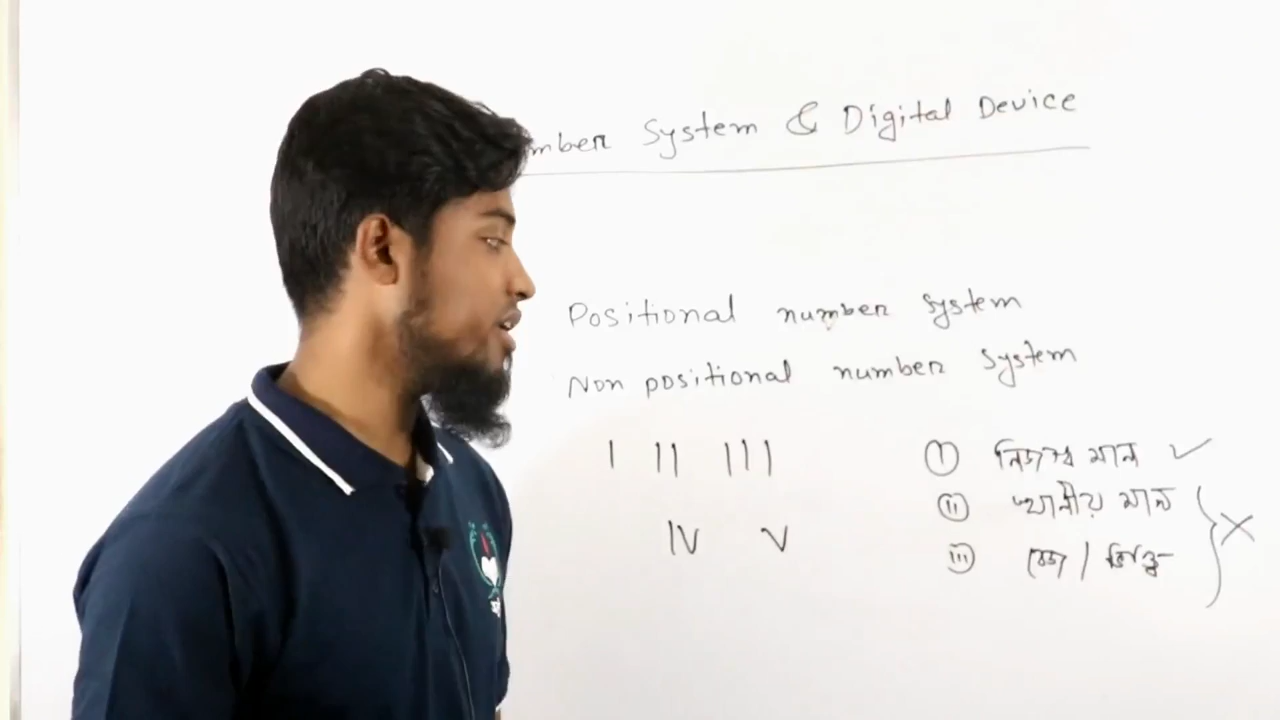 mber System & Digital Device
Positional number system
Non positional number system
I II III
IV V
(i) নিজস্ব মান ✓
(ii) স্থানীয় মান
(iii) বেজ / ভিত্তি